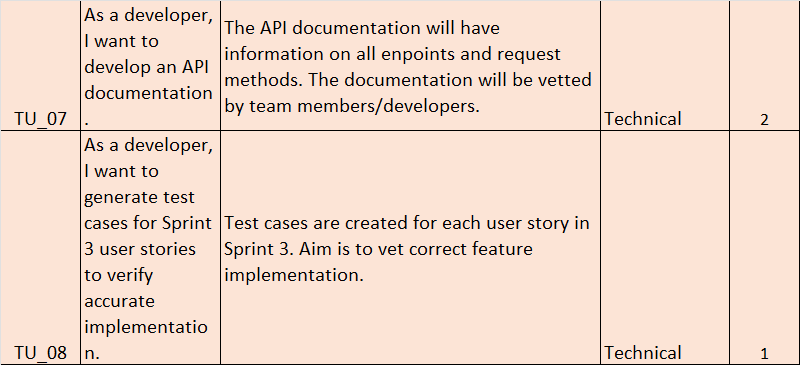 As a developer,
I want to
develop an API
documentation
.
The API documentation will have
information on all enpoints and request
methods. The documentation will be vetted
by team members/developers.
TU_07
Technical
2
As a developer,
I want to
generate test
cases for Sprint
3 user stories
to verify
accurate
implementatio
n.
Test cases are created for each user story in
Sprint 3. Aim is to vet correct feature
implementation.
TU_08
Technical
1